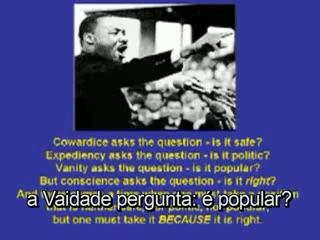 Cowardice asks the question - is it safe?
Expediency asks the question - is it politic?
Vanity asks the question - is it popular?
But conscience asks the question - is it right?
a Vaidade pergunta: é popular?
but one must take it BECAUSE it is right.